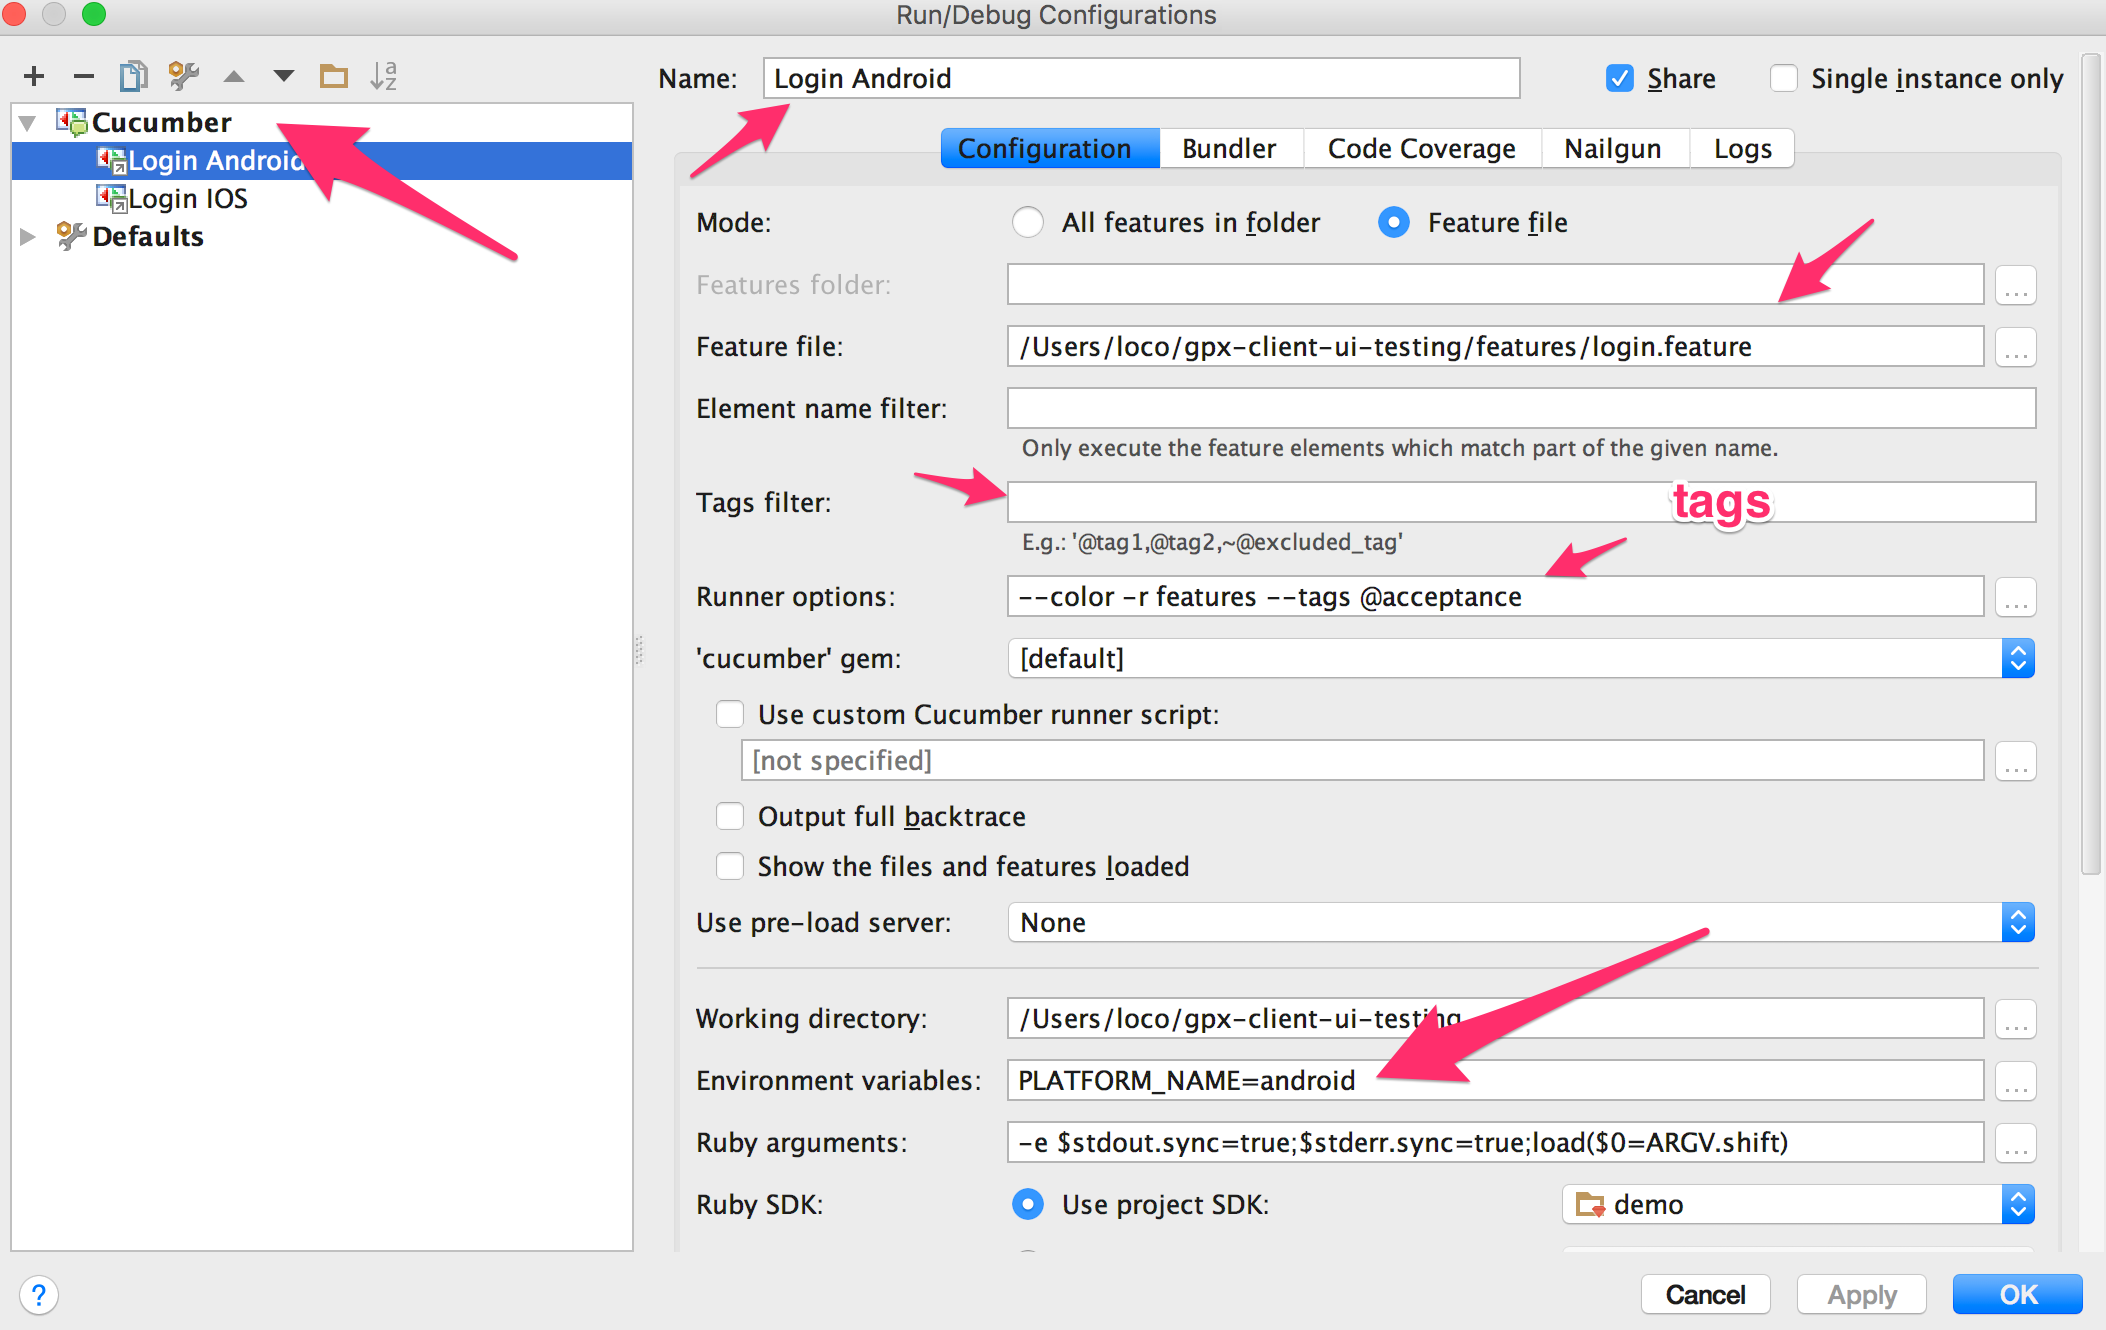 Run/Debug Configurations
Name: Login Android Share Single instance only
Cucumber
Login Android
Login IOS
Defaults
Configuration Bundler Code Coverage Nailgun Logs
Mode: All features in folder Feature file
Features folder: ...
Feature file: /Users/loco/gpx-client-ui-testing/features/login.feature ...
Element name filter:
Only execute the feature elements which match part of the given name.
Tags filter: tags
E.g.: '@tag1,@tag2,~@excluded_tag'
Runner options: --color -r features --tags @acceptance ...
'cucumber' gem: [default]
Use custom Cucumber runner script:
[not specified] ...
Output full backtrace
Show the files and features loaded
Use pre-load server: None
Working directory: /Users/loco/gpx-client-ui-testing ...
Environment variables: PLATFORM_NAME=android ...
Ruby arguments: -e $stdout.sync=true;$stderr.sync=true;load($0=ARGV.shift) ...
Ruby SDK: Use project SDK: demo
? Cancel Apply OK